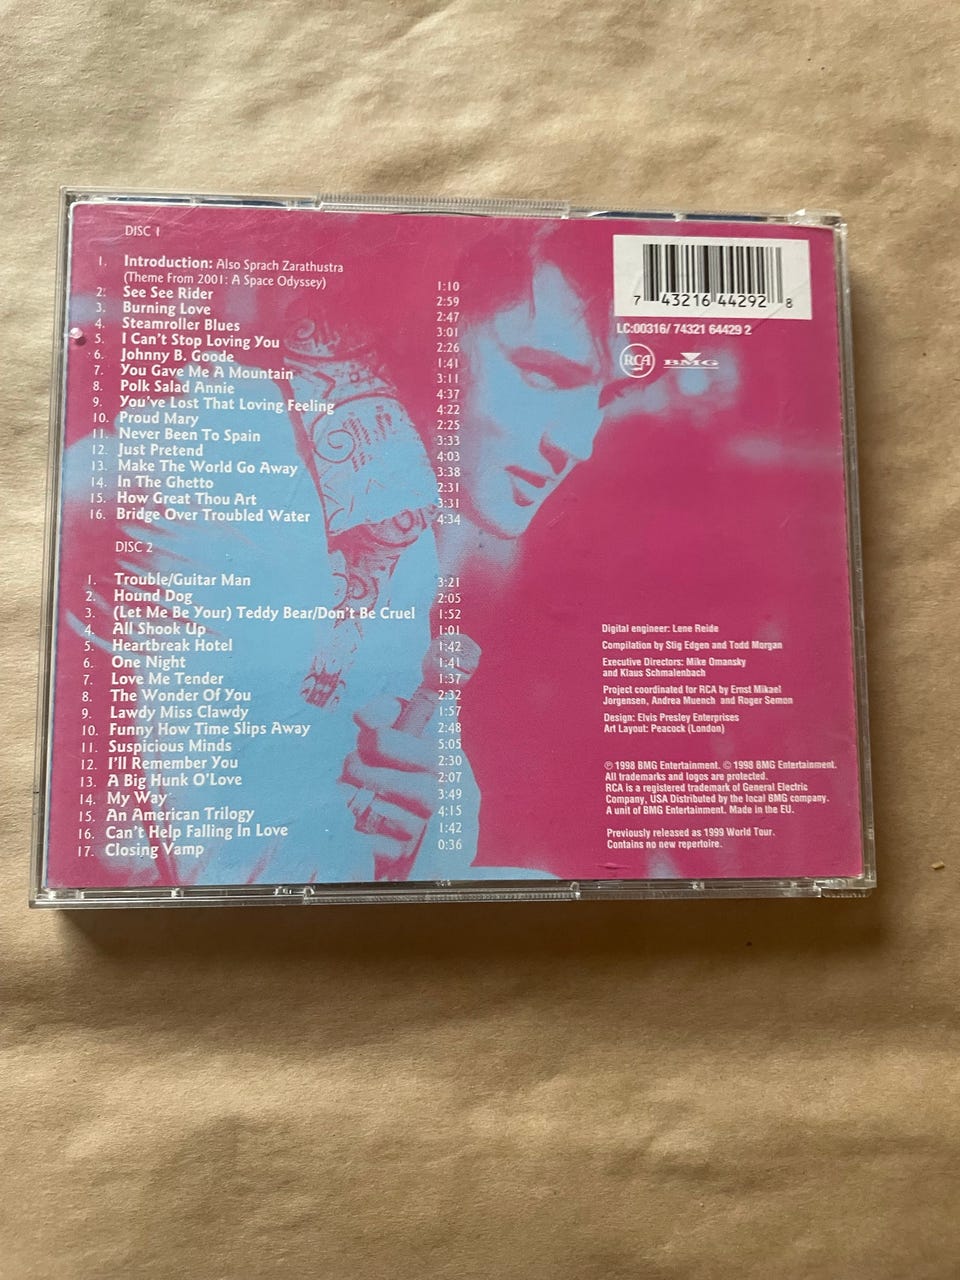 DISC 1
1. Introduction: Also Sprach Zarathustra
(Theme From 2001: A Space Odyssey) 1:10
2. See See Rider 2:59
3. Burning Love 2:47
4. Steamroller Blues 3:01
5. I Can't Stop Loving You 2:26
6. Johnny B. Goode 1:41
7. You Gave Me A Mountain 3:11
8. Polk Salad Annie 4:37
9. You've Lost That Loving Feeling 4:22
10. Proud Mary 2:25
11. Never Been To Spain 3:33
12. Just Pretend 4:03
13. Make The World Go Away 3:38
14. In The Ghetto 2:31
15. How Great Thou Art 3:31
16. Bridge Over Troubled Water 4:34
DISC 2
1. Trouble/Guitar Man 3:21
2. Hound Dog 2:05
3. (Let Me Be Your) Teddy Bear/Don't Be Cruel 1:52
4. All Shook Up 1:01
5. Heartbreak Hotel 1:42
6. One Night 1:41
7. Love Me Tender 1:37
8. The Wonder Of You 2:32
9. Lawdy Miss Clawdy 1:57
10. Funny How Time Slips Away 2:48
11. Suspicious Minds 5:05
12. I'll Remember You 2:30
13. A Big Hunk O'Love 2:07
14. My Way 3:49
15. An American Trilogy 4:15
16. Can't Help Falling In Love 1:42
17. Closing Vamp 0:36
7 43216 44292 8
LC:00316/ 74321 64429 2
RCA BMG
Digital engineer: Lene Reide
Compilation by Stig Edgen and Todd Morgan
Executive Directors: Mike Omansky
and Klaus Schmalenbach
Project coordinated for RCA by Ernst Mikael
Jorgensen, Andrea Muench and Roger Semon
Design: Elvis Presley Enterprises
Art Layout: Peacock (London)
℗ 1998 BMG Entertainment. © 1998 BMG Entertainment.
All trademarks and logos are protected.
RCA is a registered trademark of General Electric
Company, USA Distributed by the local BMG company.
A unit of BMG Entertainment. Made in the EU.
Previously released as 1999 World Tour.
Contains no new repertoire.